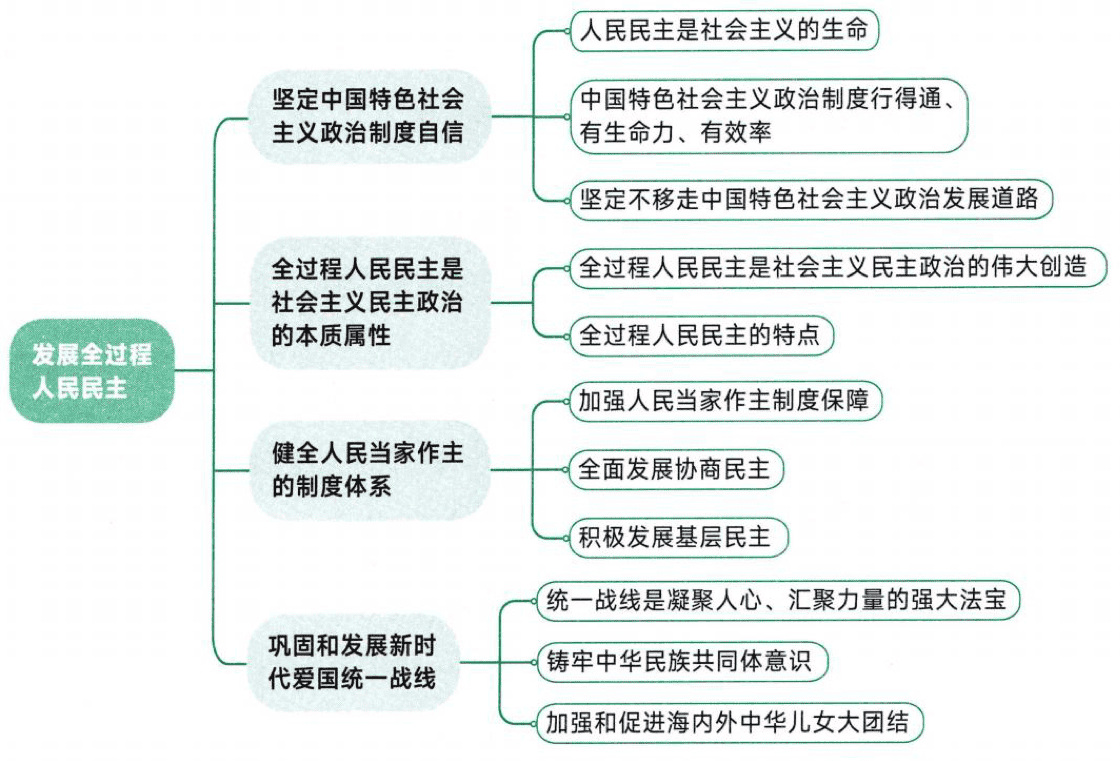 发展全过程
人民民主
坚定中国特色社会
主义政治制度自信
人民民主是社会主义的生命
中国特色社会主义政治制度行得通、
有生命力、有效率
坚定不移走中国特色社会主义政治发展道路
全过程人民民主是
社会主义民主政治
的本质属性
全过程人民民主是社会主义民主政治的伟大创造
全过程人民民主的特点
健全人民当家作主
的制度体系
加强人民当家作主制度保障
全面发展协商民主
积极发展基层民主
巩固和发展新时
代爱国统一战线
统一战线是凝聚人心、汇聚力量的强大法宝
铸牢中华民族共同体意识
加强和促进海内外中华儿女大团结